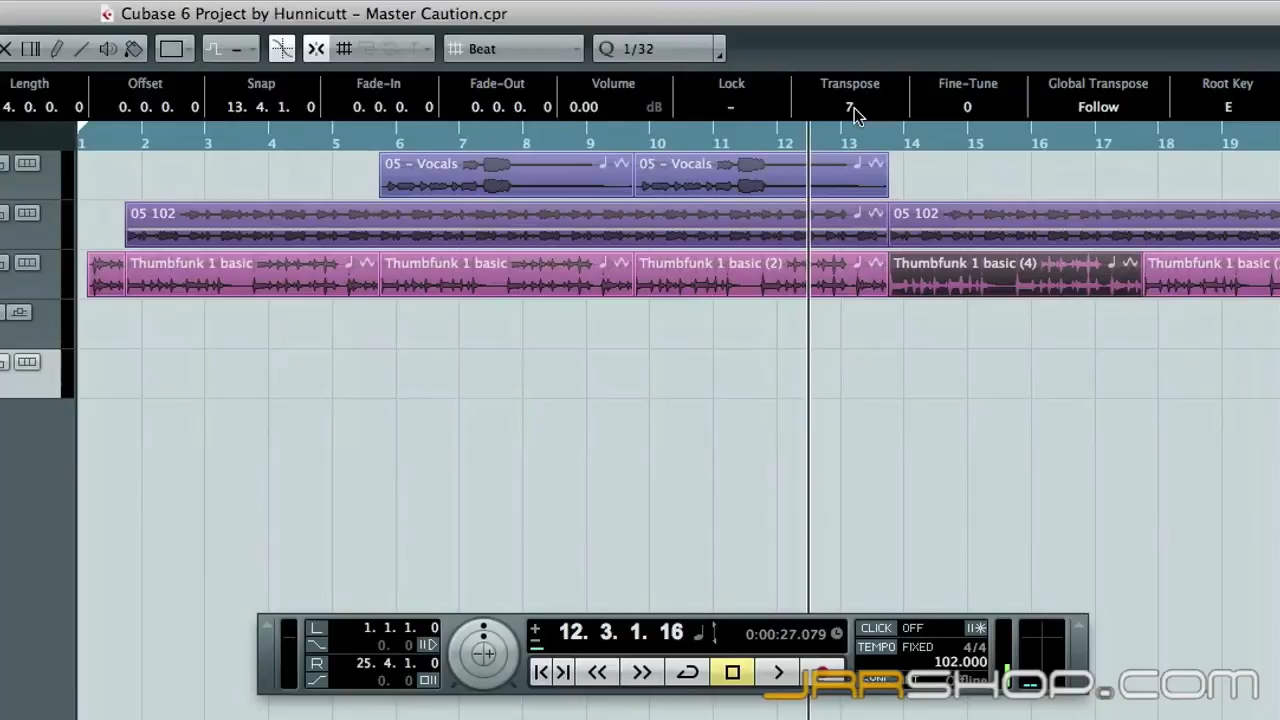 Cubase 6 Project by Hunnicutt - Master Caution.cpr
Beat
Q 1/32
Length Offset Snap Fade-In Fade-Out Volume Lock Transpose Fine-Tune Global Transpose Root Key
4. 0. 0. 0 0. 0. 0. 0 13. 4. 1. 0 0. 0. 0. 0 0. 0. 0. 0 0.00 dB - 7 0 Follow E
1 2 3 4 5 6 7 8 9 10 11 12 13 14 15 16 17 18 19
05 - Vocals 05 - Vocals
05 102 05 102
Thumbfunk 1 basic Thumbfunk 1 basic Thumbfunk 1 basic (2) Thumbfunk 1 basic (4) Thumbfunk 1 basic (
L 1. 1. 1. 0
0. 0
R 25. 4. 1. 0
0. 0
12. 3. 1. 16
0:00:27.079
CLICK OFF
TEMPO FIXED 4/4
102.000
Offline
JRRSHOP.COM